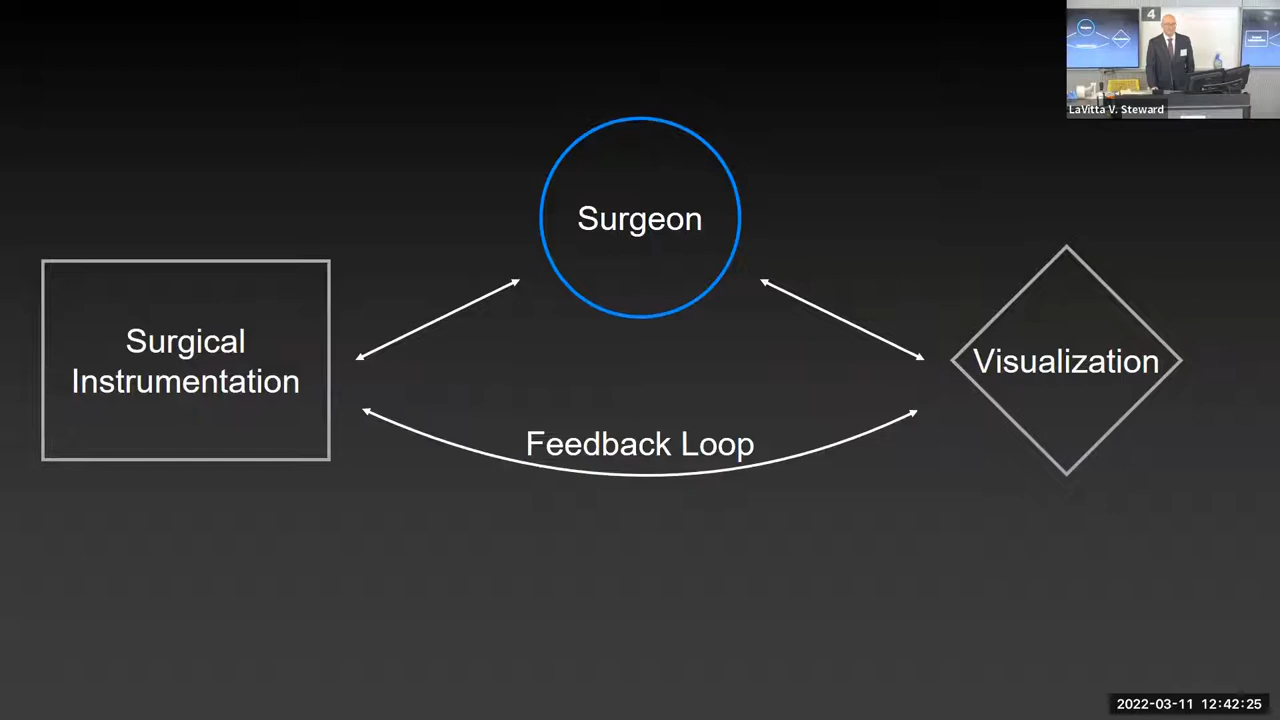 4
LaVitta V. Steward
Surgeon
Surgical
Instrumentation
Visualization
Feedback Loop
2022-03-11 12:42:25